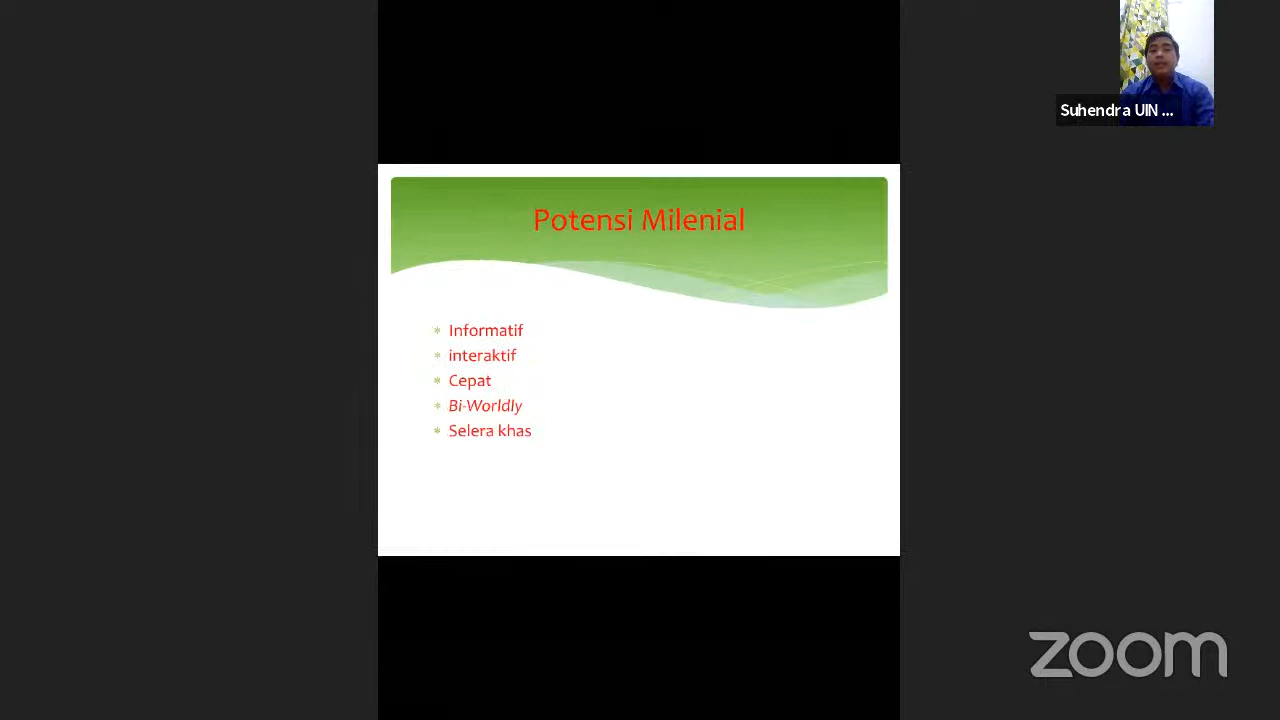 Suhendra UIN ...
Potensi Milenial
Informatif
interaktif
Cepat
Bi-Worldly
Selera khas
zoom